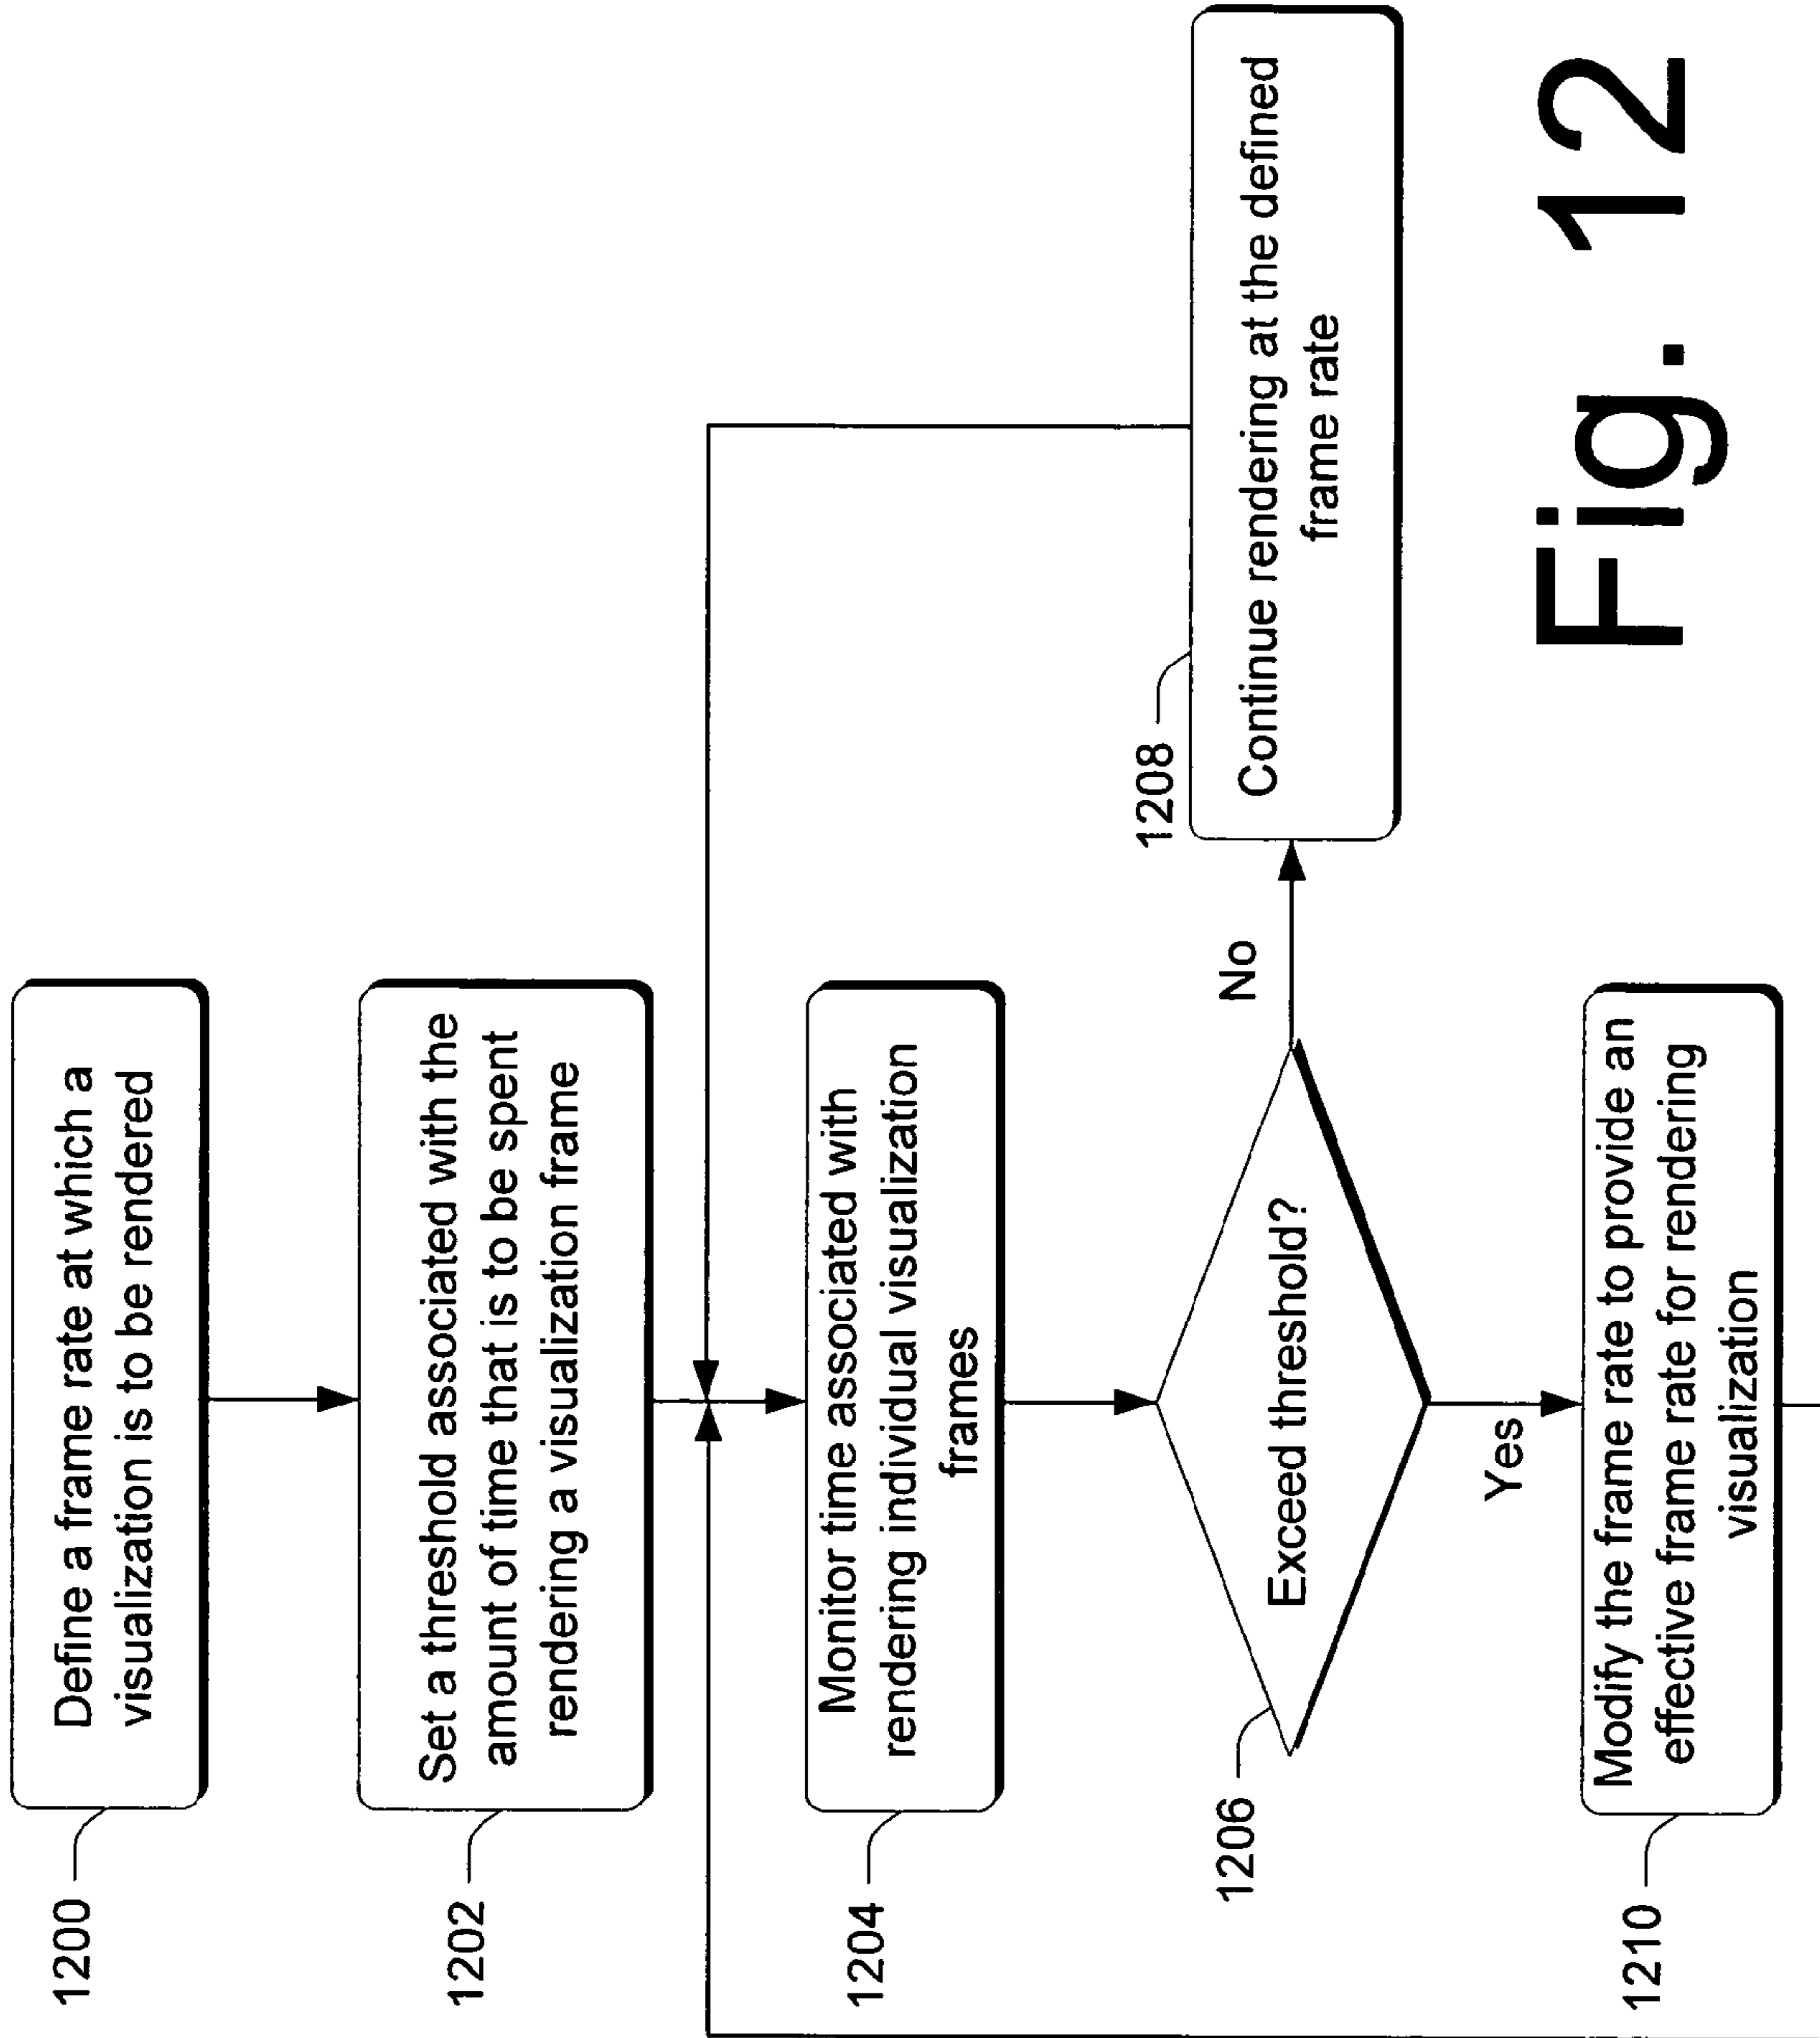 1200
Define a frame rate at which a
visualization is to be rendered
1202
Set a threshold associated with the
amount of time that is to be spent
rendering a visualization frame
1204
Monitor time associated with
rendering individual visualization
frames
1206
Exceed threshold?
No
1208
Continue rendering at the defined
frame rate
Yes
1210
Modify the frame rate to provide an
effective frame rate for rendering
visualization
Fig. 12